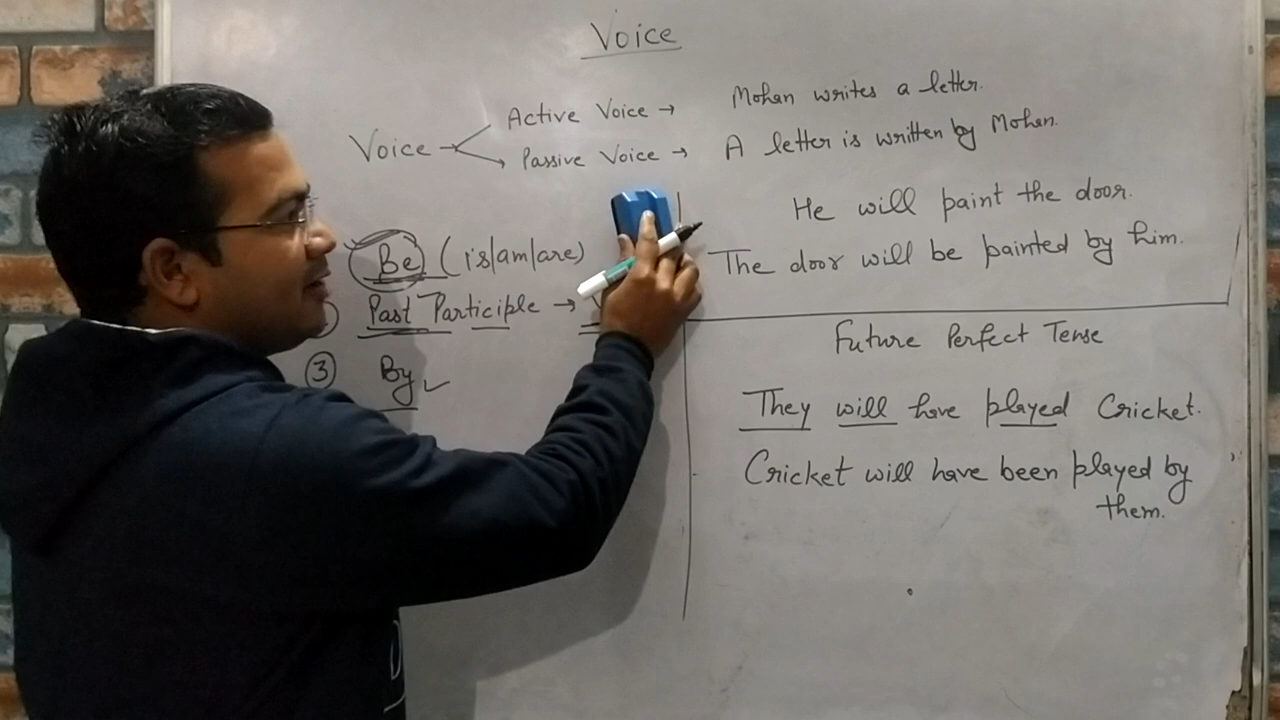 Voice
Voice
Active Voice → Mohan writes a letter.
Passive Voice → A letter is written by Mohan.
He will paint the door.
The door will be painted by him.
Be (is/am/are)
Past Participle →
③ By ✓
Future Perfect Tense
They will have played Cricket.
Cricket will have been played by
them.
D